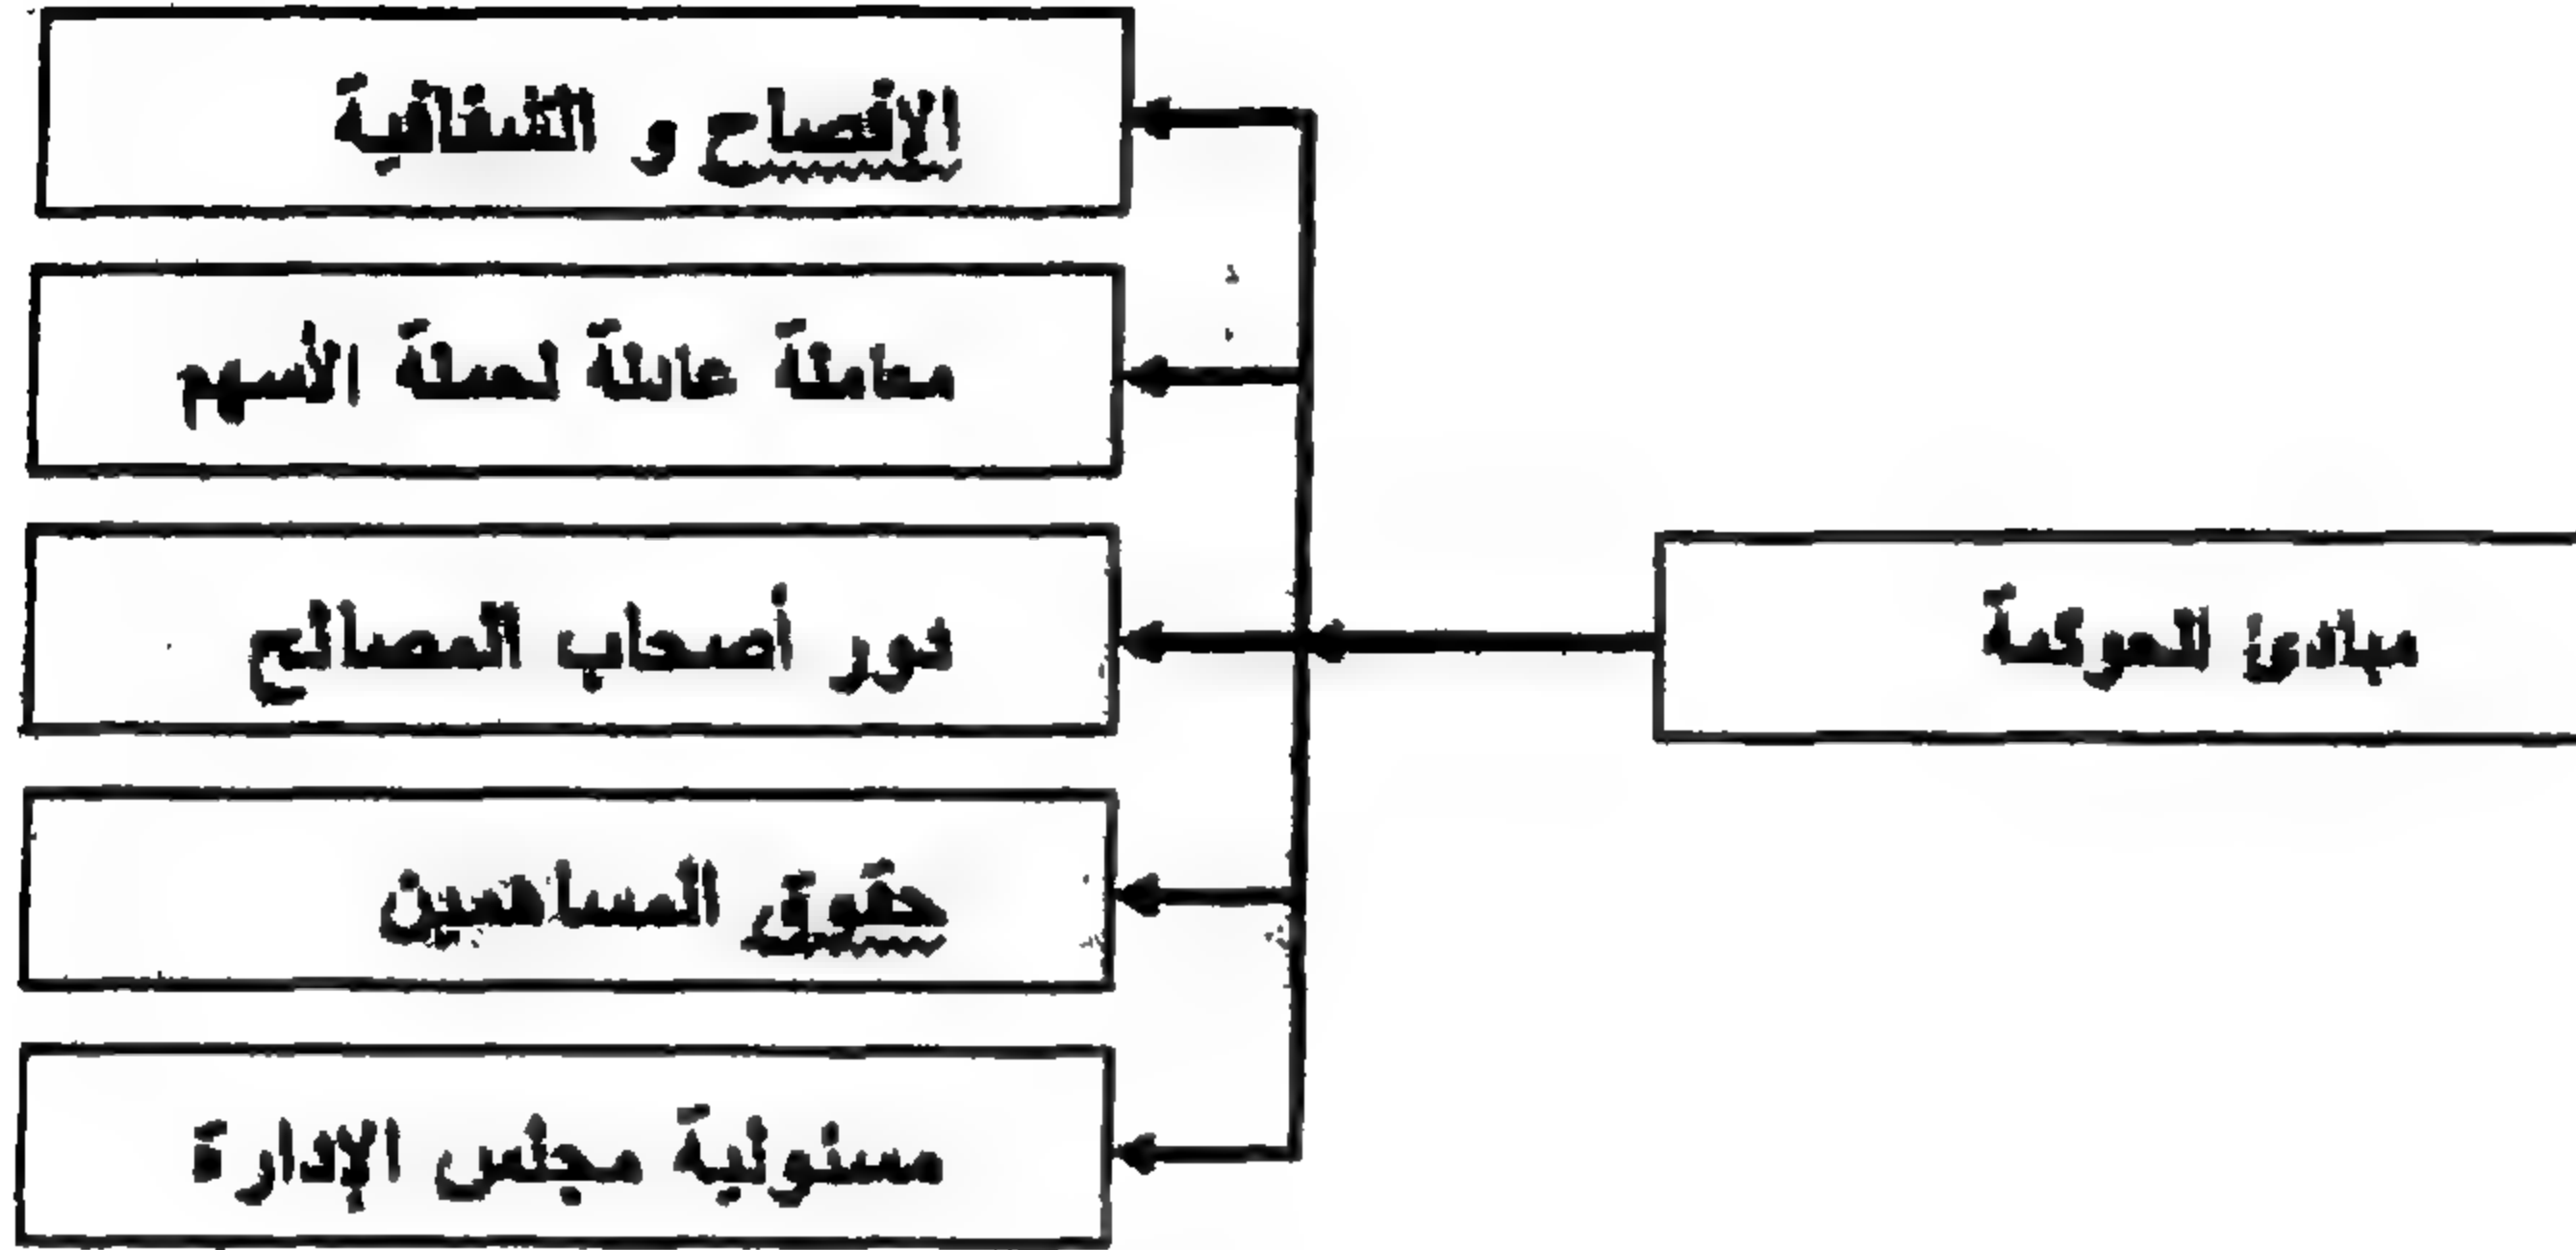 مبادئ الحوكمة
الإفصاح و الشفافية
معاملة عادلة لحملة الأسهم
دور أصحاب المصالح
حقوق المساهمين
مسئولية مجلس الإدارة